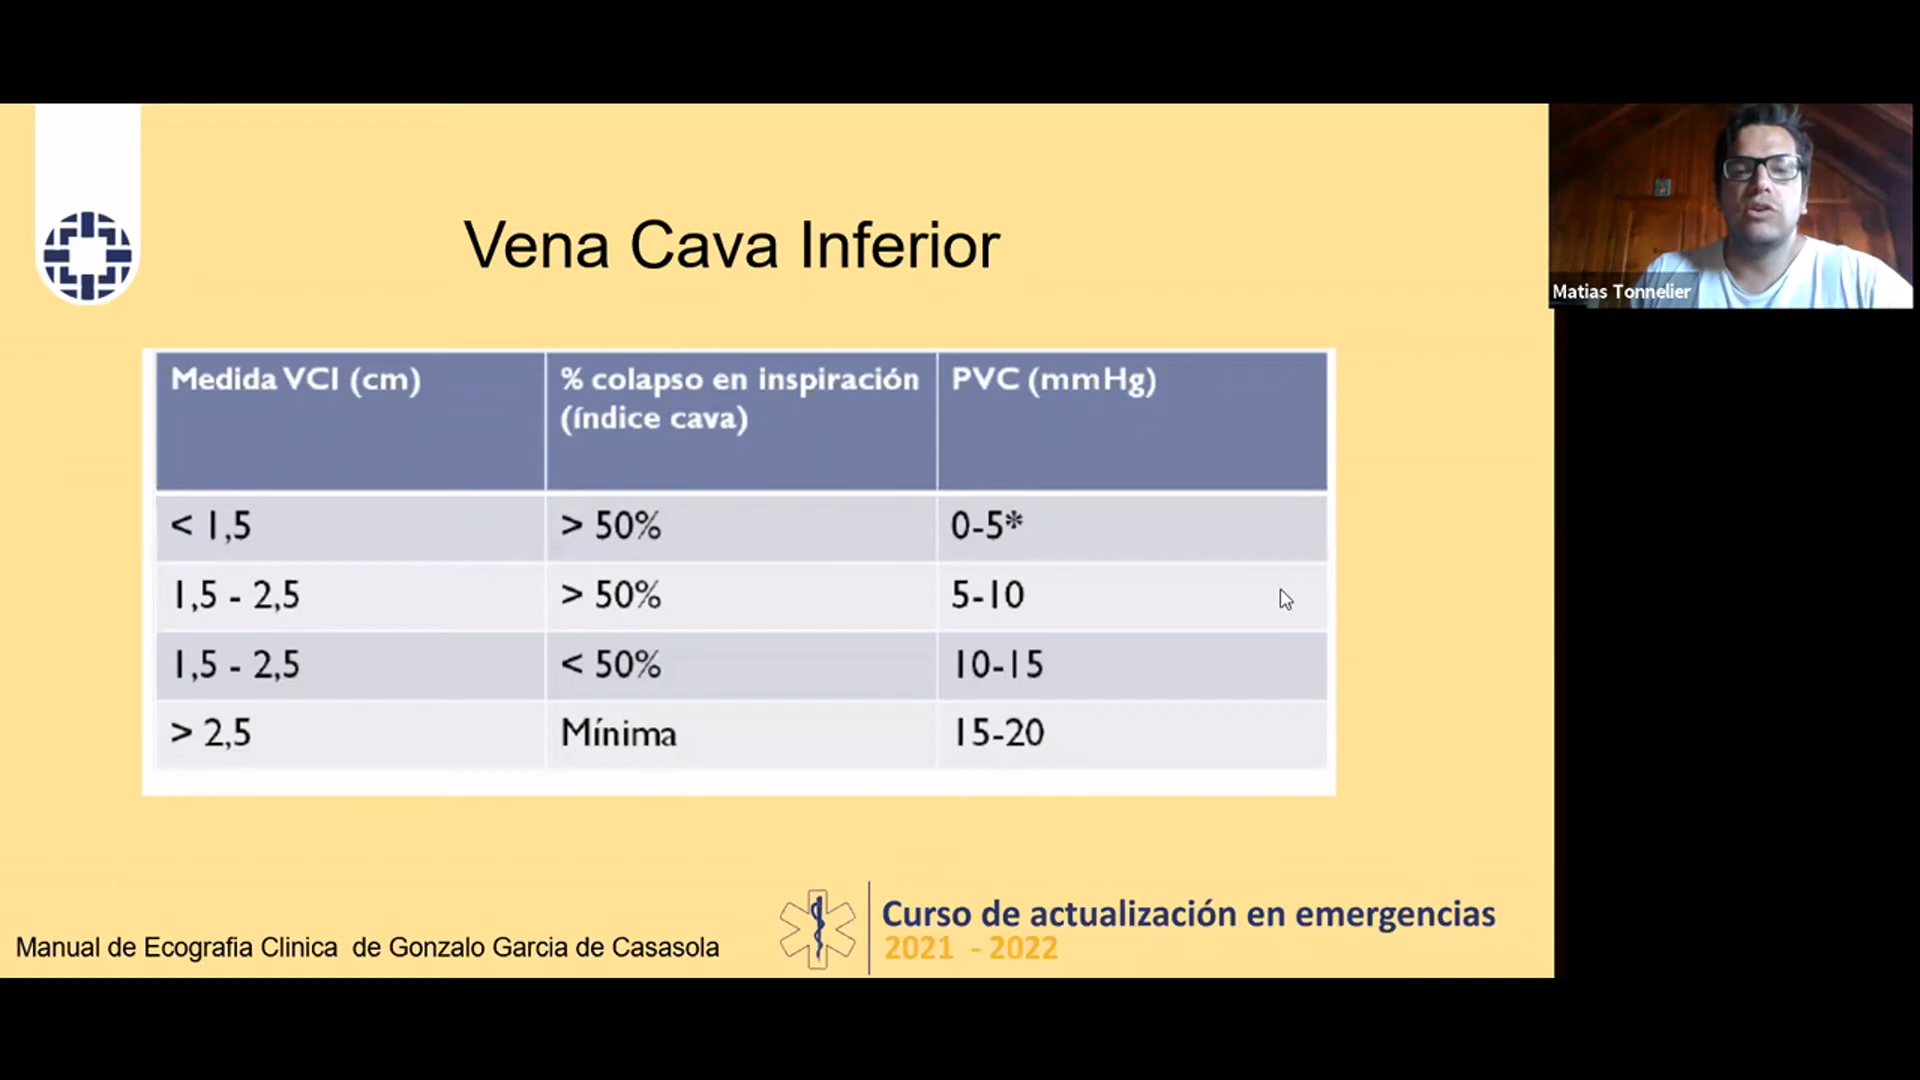 Vena Cava Inferior
Matias Tonnelier
Medida VCI (cm)
% colapso en inspiración
(índice cava)
PVC (mmHg)
< 1,5
> 50%
0-5*
1,5 - 2,5
> 50%
5-10
1,5 - 2,5
< 50%
10-15
> 2,5
Mínima
15-20
Manual de Ecografia Clinica de Gonzalo Garcia de Casasola
Curso de actualización en emergencias
2021 - 2022